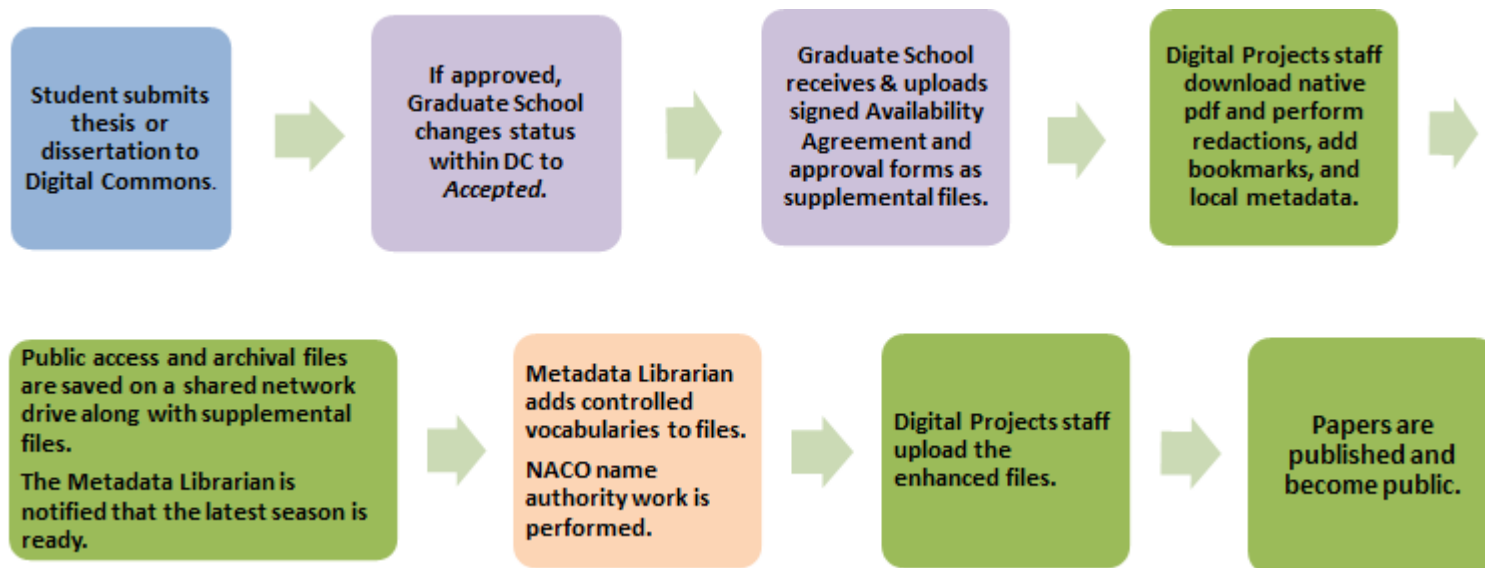 Student submits
thesis or
dissertation to
Digital Commons.
If approved,
Graduate School
changes status
within DC to
Accepted.
Graduate School
receives & uploads
signed Availability
Agreement and
approval forms as
supplemental files.
Digital Projects staff
download native
pdf and perform
redactions, add
bookmarks, and
local metadata.
Public access and archival files
are saved on a shared network
drive along with supplemental
files.
The Metadata Librarian is
notified that the latest season is
ready.
Metadata Librarian
adds controlled
vocabularies to files.
NACO name
authority work is
performed.
Digital Projects staff
upload the
enhanced files.
Papers are
published and
become public.